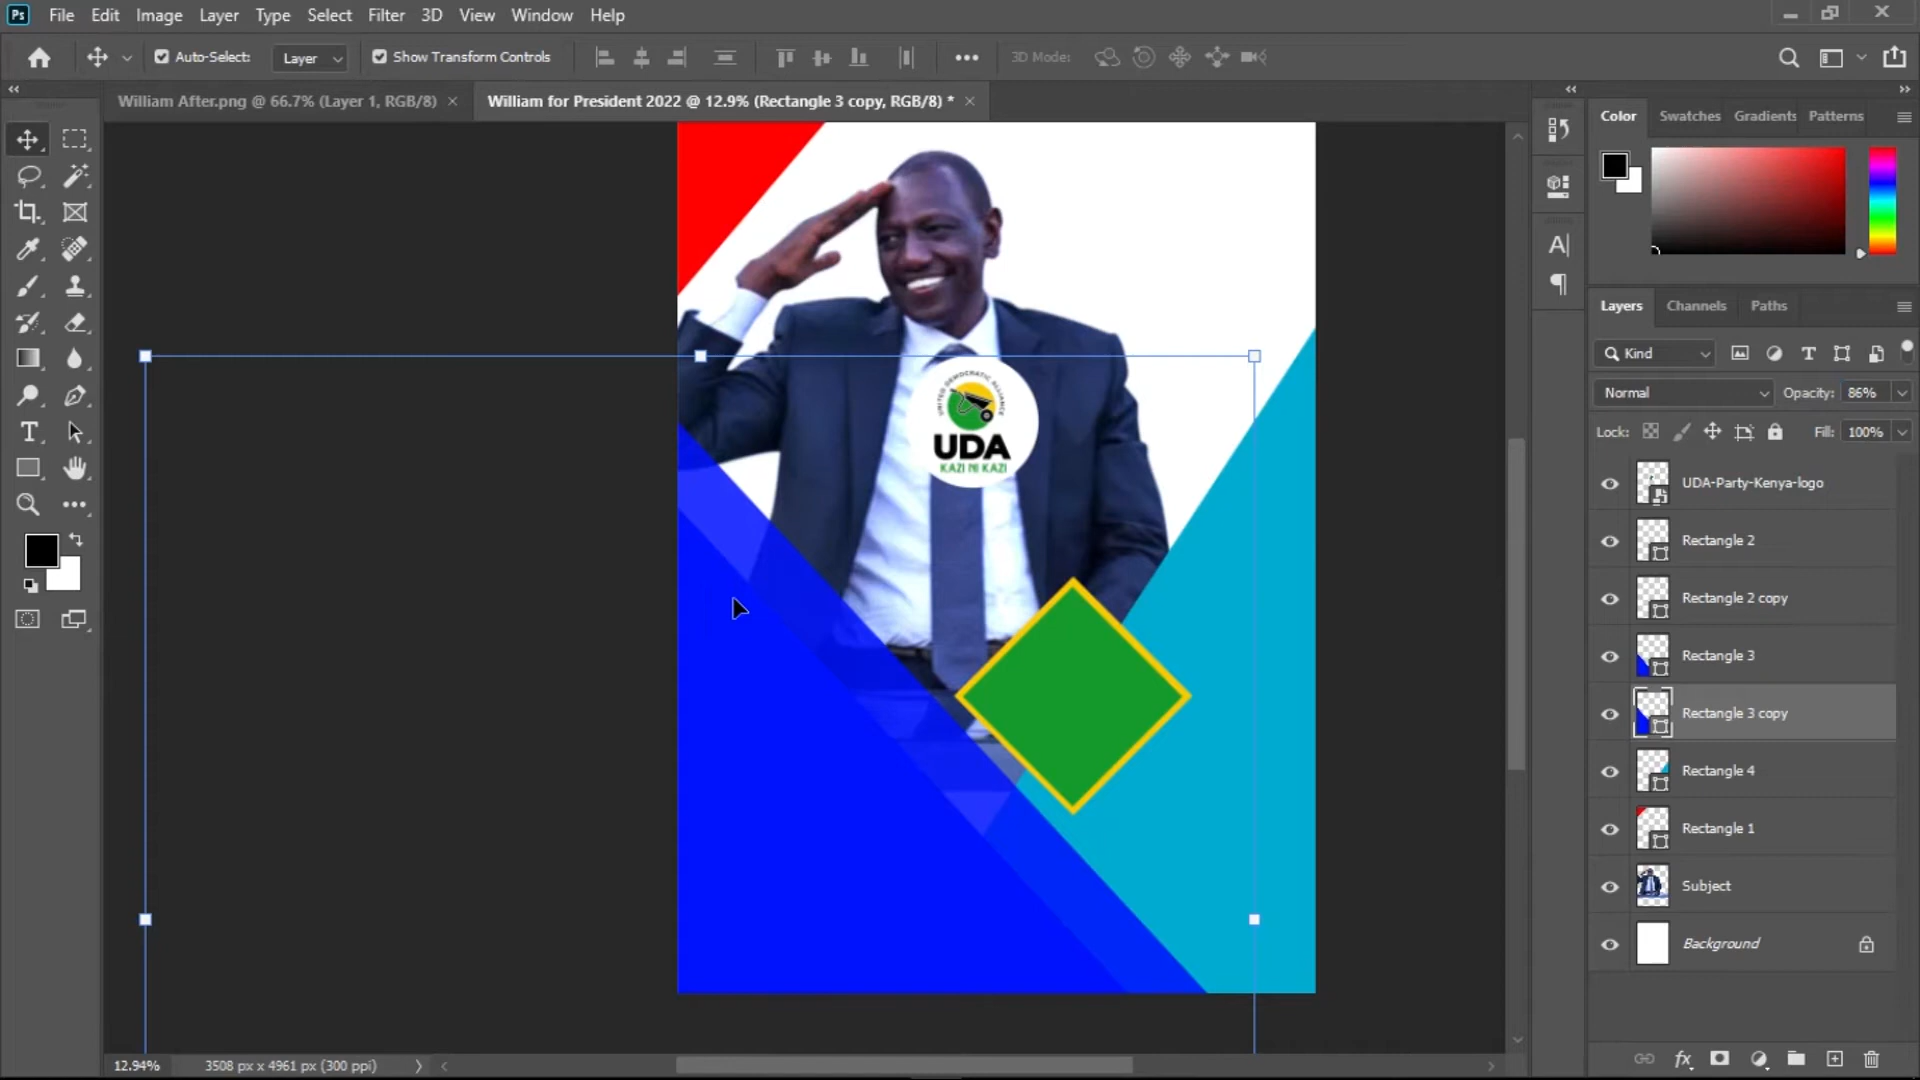 Ps File Edit Image Layer Type Select Filter 3D View Window Help
Auto-Select: Layer Show Transform Controls 3D Mode:
William After.png @ 66.7% (Layer 1, RGB/8) William for President 2022 @ 12.9% (Rectangle 3 copy, RGB/8) *
Color Swatches Gradients Patterns
Layers Channels Paths
Kind
Normal Opacity: 86%
Lock: Fill: 100%
UDA-Party-Kenya-logo
Rectangle 2
Rectangle 2 copy
Rectangle 3
Rectangle 3 copy
Rectangle 4
Rectangle 1
Subject
Background
UNITED DEMOCRATIC ALLIANCE
UDA
KAZI NI KAZI
12.94% 3508 px x 4961 px (300 ppi)